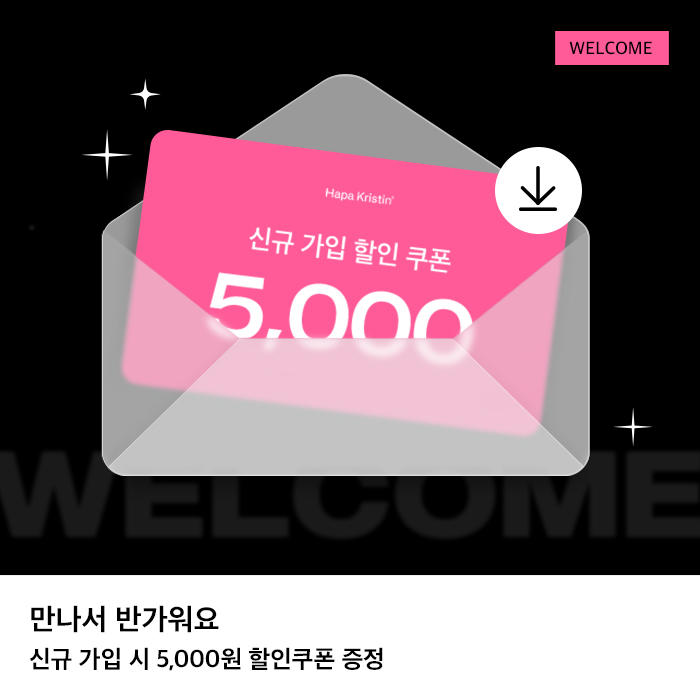 WELCOME
Hapa Kristin
신규 가입 할인 쿠폰
5,000
WELCOME
만나서 반가워요
신규 가입 시 5,000원 할인쿠폰 증정